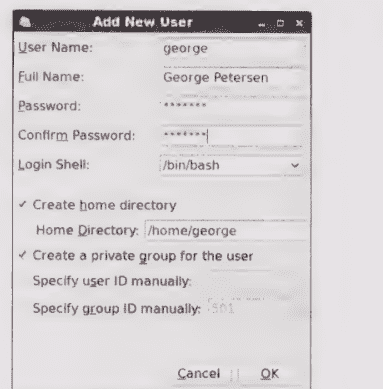 Add New User
User Name: george
Full Name: George Petersen
Password: *******
Confirm Password: *******
Login Shell: /bin/bash
✓ Create home directory
Home Directory: /home/george
✓ Create a private group for the user
Specify user ID manually:
Specify group ID manually: 501
Cancel OK